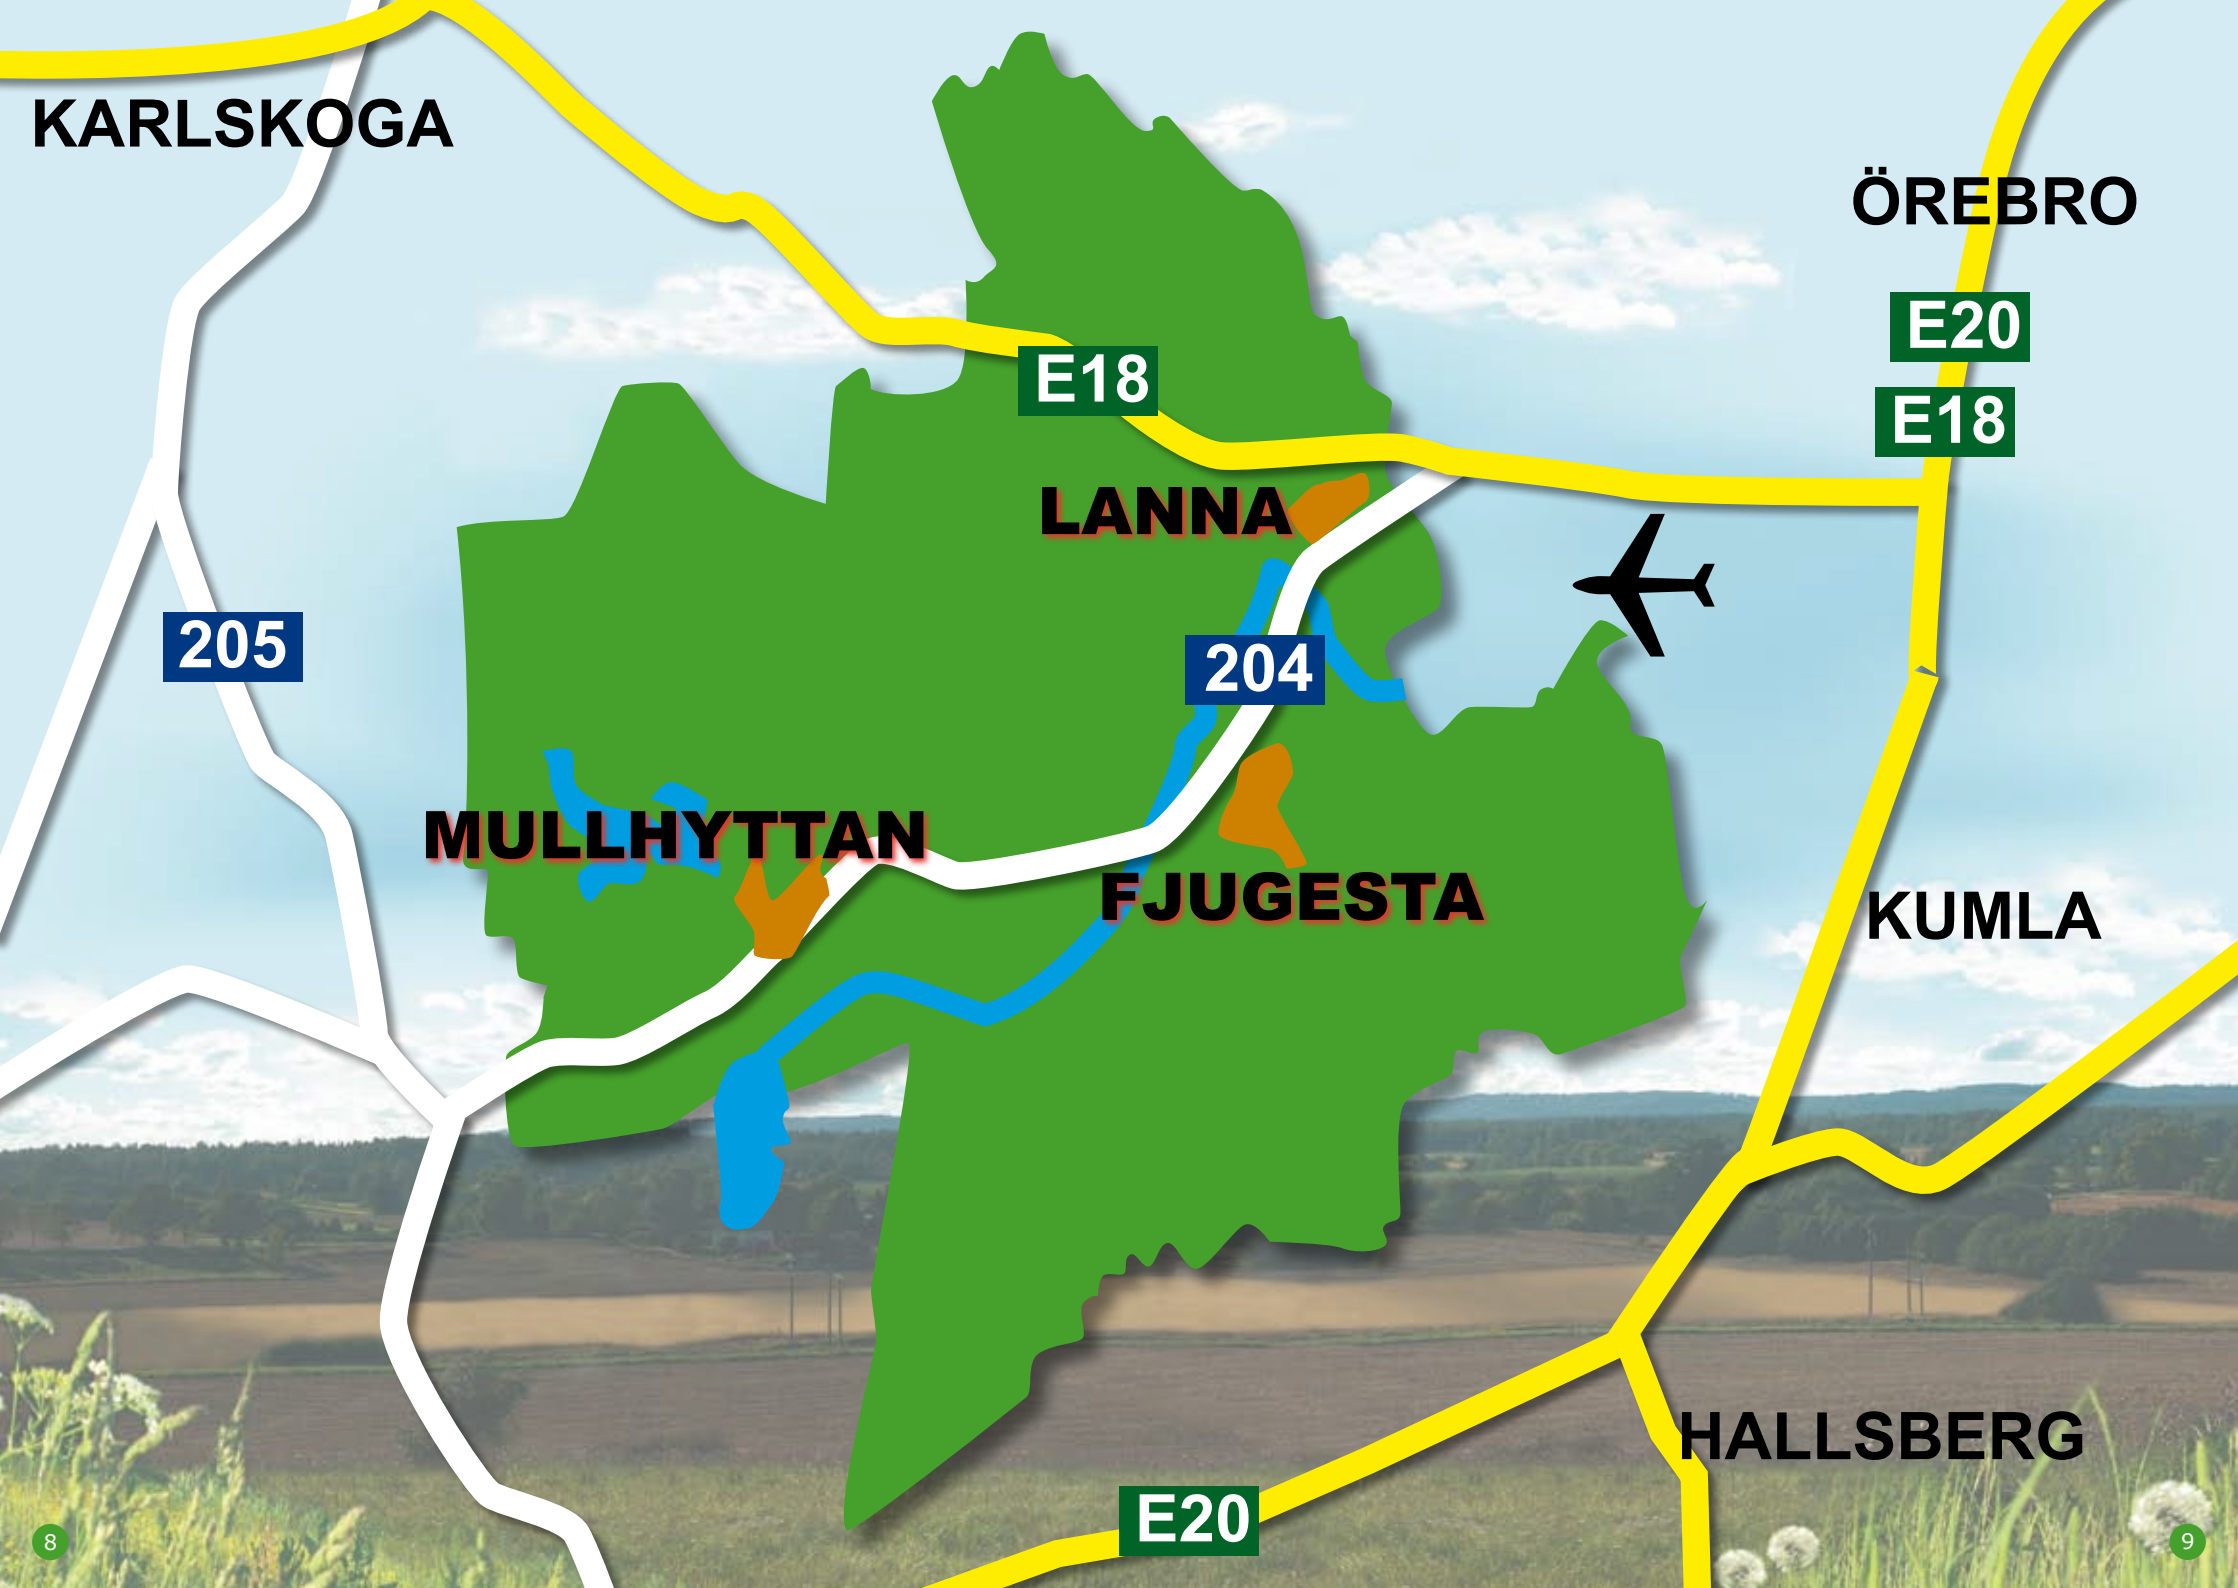 KARLSKOGA
ÖREBRO
E20
E18
E18
LANNA
205
204
MULLHYTTAN
FJUGESTA
KUMLA
HALLSBERG
E20
8
9